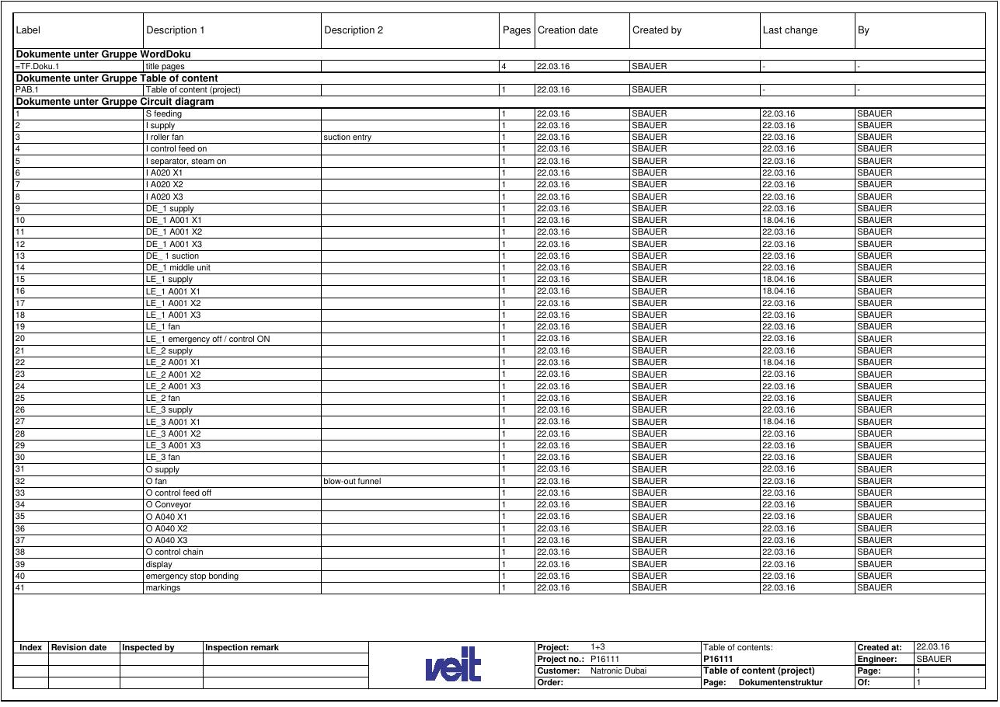 Label Description 1 Description 2 Pages Creation date Created by Last change By
Dokumente unter Gruppe WordDoku
=TF.Doku.1 title pages 4 22.03.16 SBAUER - -
Dokumente unter Gruppe Table of content
PAB.1 Table of content (project) 1 22.03.16 SBAUER - -
Dokumente unter Gruppe Circuit diagram
1 S feeding 1 22.03.16 SBAUER 22.03.16 SBAUER
2 I supply 1 22.03.16 SBAUER 22.03.16 SBAUER
3 I roller fan suction entry 1 22.03.16 SBAUER 22.03.16 SBAUER
4 I control feed on 1 22.03.16 SBAUER 22.03.16 SBAUER
5 I separator, steam on 1 22.03.16 SBAUER 22.03.16 SBAUER
6 I A020 X1 1 22.03.16 SBAUER 22.03.16 SBAUER
7 I A020 X2 1 22.03.16 SBAUER 22.03.16 SBAUER
8 I A020 X3 1 22.03.16 SBAUER 22.03.16 SBAUER
9 DE_1 supply 1 22.03.16 SBAUER 22.03.16 SBAUER
10 DE_1 A001 X1 1 22.03.16 SBAUER 18.04.16 SBAUER
11 DE_1 A001 X2 1 22.03.16 SBAUER 22.03.16 SBAUER
12 DE_1 A001 X3 1 22.03.16 SBAUER 22.03.16 SBAUER
13 DE_ 1 suction 1 22.03.16 SBAUER 22.03.16 SBAUER
14 DE_1 middle unit 1 22.03.16 SBAUER 22.03.16 SBAUER
15 LE_1 supply 1 22.03.16 SBAUER 18.04.16 SBAUER
16 LE_1 A001 X1 1 22.03.16 SBAUER 18.04.16 SBAUER
17 LE_1 A001 X2 1 22.03.16 SBAUER 22.03.16 SBAUER
18 LE_1 A001 X3 1 22.03.16 SBAUER 22.03.16 SBAUER
19 LE_1 fan 1 22.03.16 SBAUER 22.03.16 SBAUER
20 LE_1 emergency off / control ON 1 22.03.16 SBAUER 22.03.16 SBAUER
21 LE_2 supply 1 22.03.16 SBAUER 22.03.16 SBAUER
22 LE_2 A001 X1 1 22.03.16 SBAUER 18.04.16 SBAUER
23 LE_2 A001 X2 1 22.03.16 SBAUER 22.03.16 SBAUER
24 LE_2 A001 X3 1 22.03.16 SBAUER 22.03.16 SBAUER
25 LE_2 fan 1 22.03.16 SBAUER 22.03.16 SBAUER
26 LE_3 supply 1 22.03.16 SBAUER 22.03.16 SBAUER
27 LE_3 A001 X1 1 22.03.16 SBAUER 18.04.16 SBAUER
28 LE_3 A001 X2 1 22.03.16 SBAUER 22.03.16 SBAUER
29 LE_3 A001 X3 1 22.03.16 SBAUER 22.03.16 SBAUER
30 LE_3 fan 1 22.03.16 SBAUER 22.03.16 SBAUER
31 O supply 1 22.03.16 SBAUER 22.03.16 SBAUER
32 O fan blow-out funnel 1 22.03.16 SBAUER 22.03.16 SBAUER
33 O control feed off 1 22.03.16 SBAUER 22.03.16 SBAUER
34 O Conveyor 1 22.03.16 SBAUER 22.03.16 SBAUER
35 O A040 X1 1 22.03.16 SBAUER 22.03.16 SBAUER
36 O A040 X2 1 22.03.16 SBAUER 22.03.16 SBAUER
37 O A040 X3 1 22.03.16 SBAUER 22.03.16 SBAUER
38 O control chain 1 22.03.16 SBAUER 22.03.16 SBAUER
39 display 1 22.03.16 SBAUER 22.03.16 SBAUER
40 emergency stop bonding 1 22.03.16 SBAUER 22.03.16 SBAUER
41 markings 1 22.03.16 SBAUER 22.03.16 SBAUER
Index Revision date Inspected by Inspection remark
veit
Project: 1+3 Table of contents: Created at: 22.03.16
Project no.: P16111 P16111 Engineer: SBAUER
Customer: Natronic Dubai Table of content (project) Page: 1
Order: Page: Dokumentenstruktur Of: 1